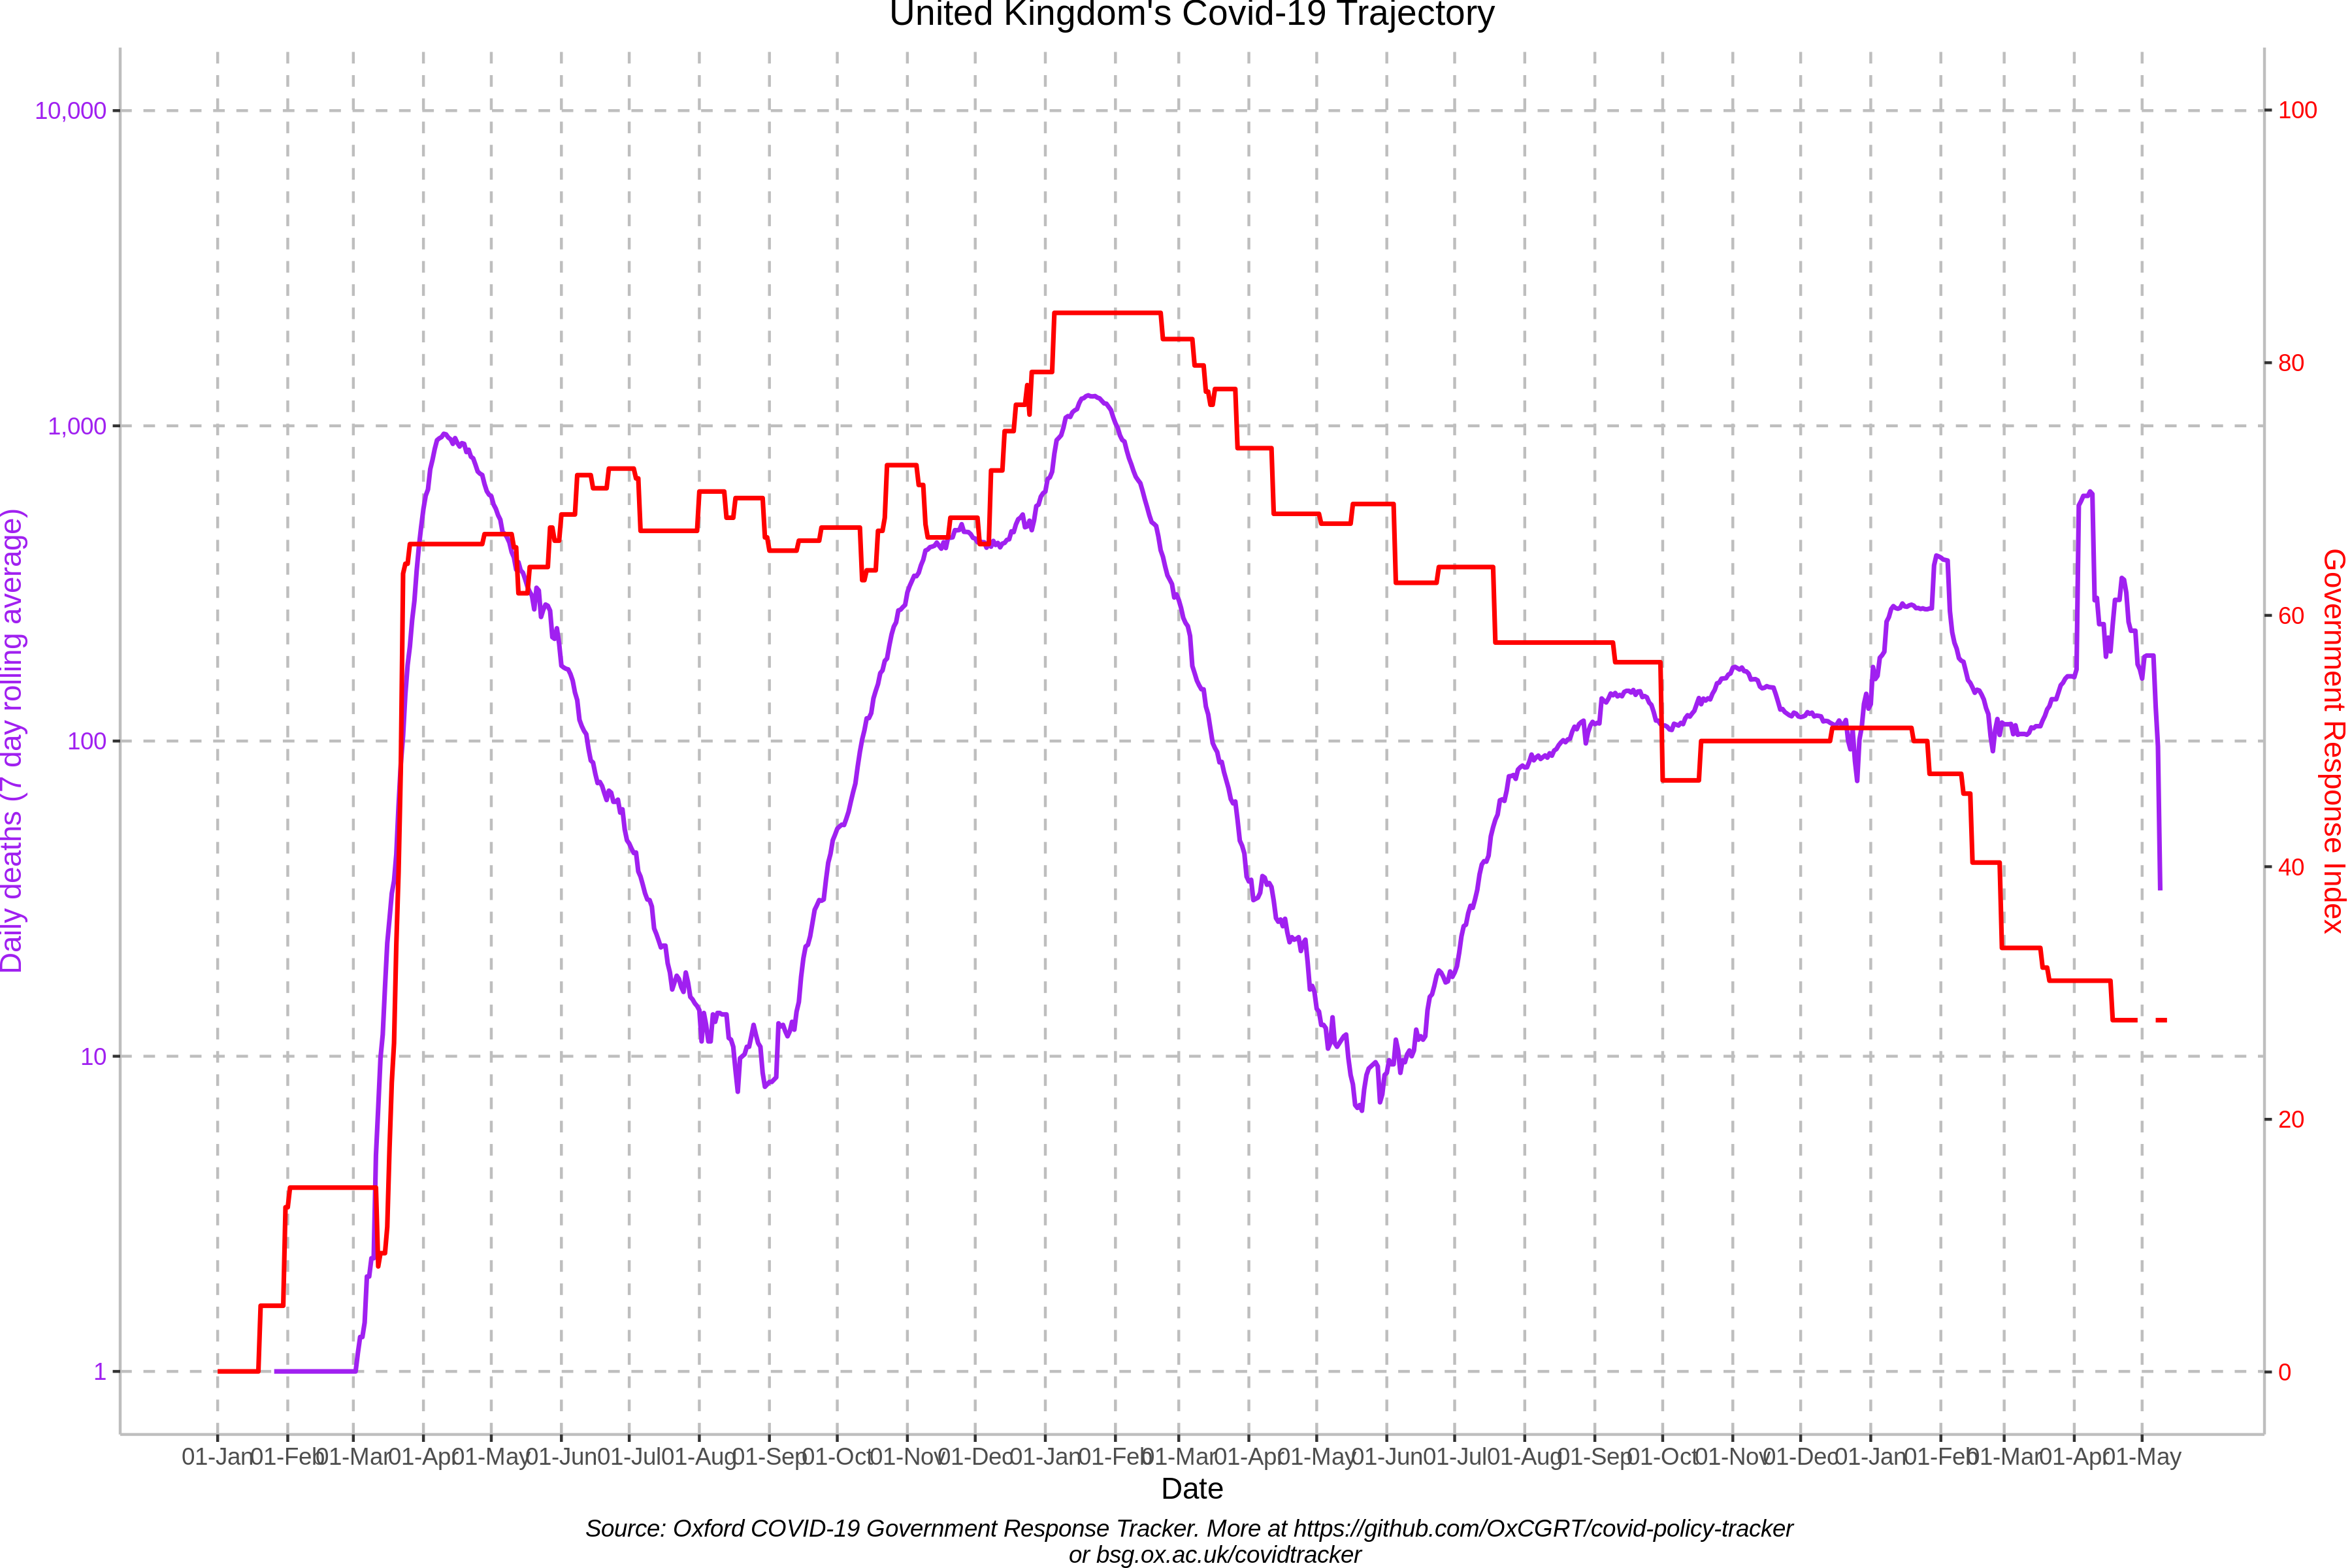 United Kingdom's Covid-19 Trajectory
Daily deaths (7 day rolling average)
10,000
1,000
100
10
1
Government Response Index
100
80
60
40
20
0
01-Jan 01-Feb 01-Mar 01-Apr 01-May 01-Jun 01-Jul 01-Aug 01-Sep 01-Oct 01-Nov 01-Dec 01-Jan 01-Feb 01-Mar 01-Apr 01-May 01-Jun 01-Jul 01-Aug 01-Sep 01-Oct 01-Nov 01-Dec 01-Jan 01-Feb 01-Mar 01-Apr 01-May
Date
Source: Oxford COVID-19 Government Response Tracker. More at https://github.com/OxCGRT/covid-policy-tracker
or bsg.ox.ac.uk/covidtracker